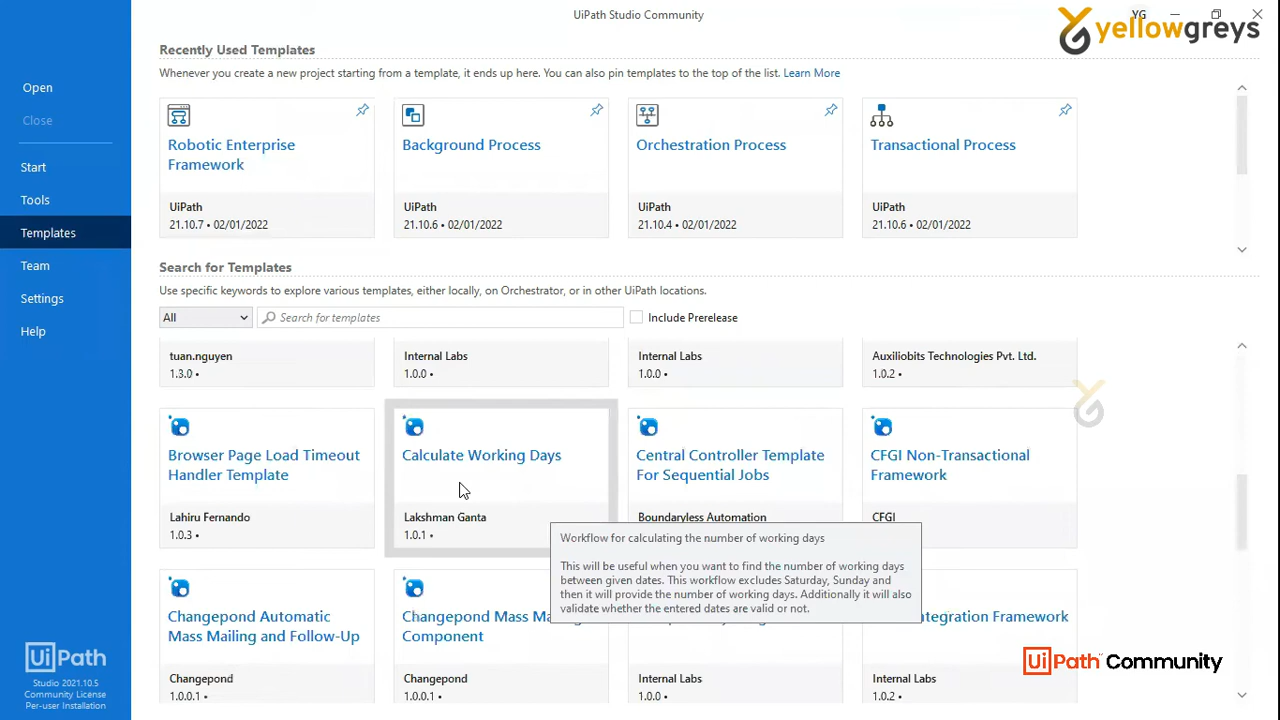 UiPath Studio Community
YG
yellowgreys
Open
Close
Start
Tools
Templates
Team
Settings
Help
Recently Used Templates
Whenever you create a new project starting from a template, it ends up here. You can also pin templates to the top of the list. Learn More
Robotic Enterprise
Framework
UiPath
21.10.7 • 02/01/2022
Background Process
UiPath
21.10.6 • 02/01/2022
Orchestration Process
UiPath
21.10.4 • 02/01/2022
Transactional Process
UiPath
21.10.6 • 02/01/2022
Search for Templates
Use specific keywords to explore various templates, either locally, on Orchestrator, or in other UiPath locations.
All
Search for templates
Include Prerelease
tuan.nguyen
1.3.0 •
Internal Labs
1.0.0 •
Internal Labs
1.0.0 •
Auxiliobits Technologies Pvt. Ltd.
1.0.2 •
Browser Page Load Timeout
Handler Template
Lahiru Fernando
1.0.3 •
Calculate Working Days
Lakshman Ganta
1.0.1 •
Central Controller Template
For Sequential Jobs
Boundaryless Automation
CFGI Non-Transactional
Framework
CFGI
Workflow for calculating the number of working days
This will be useful when you want to find the number of working days
between given dates. This workflow excludes Saturday, Sunday and
then it will provide the number of working days. Additionally it will also
validate whether the entered dates are valid or not.
Changepond Automatic
Mass Mailing and Follow-Up
Changepond
1.0.0.1 •
Changepond Mass
Component
Changepond
1.0.0.1 •
Internal Labs
1.0.0 •
Integration Framework
Internal Labs
1.0.2 •
UiPath
Studio 2021.10.5
Community License
Per-user Installation
UiPath Community